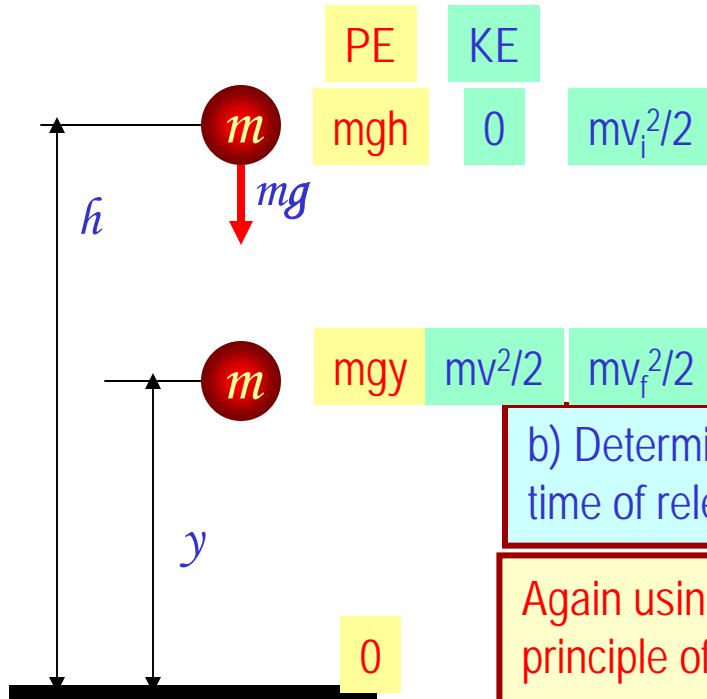 PE KE
m mgh 0 mvᵢ²/2
mg
h
m mgy mv²/2 mv_f²/2
b) Determi
time of rele
y
Again usin
principle of
0